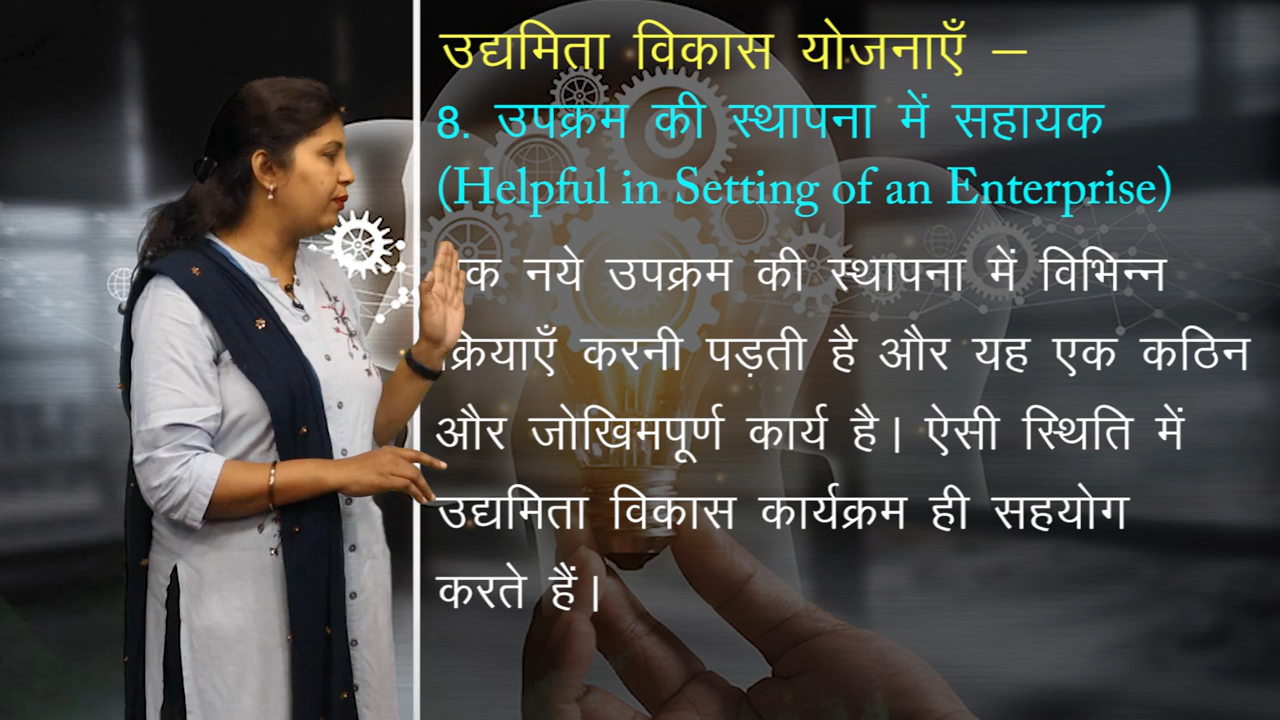 उद्यमिता विकास योजनाएँ –
8. उपक्रम की स्थापना में सहायक
(Helpful in Setting of an Enterprise)
नये उपक्रम की स्थापना में विभिन्न
क्रियाएँ करनी पड़ती है और यह एक कठिन
और जोखिमपूर्ण कार्य है। ऐसी स्थिति में
उद्यमिता विकास कार्यक्रम ही सहयोग
करते हैं।